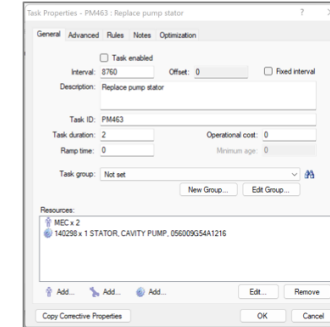 Task Properties - PM463 : Replace pump stator ?
General Advanced Rules Notes Optimization
Task enabled
Interval: 8760 Offset: 0 Fixed interval
Description: Replace pump stator
Task ID: PM463
Task duration: 2 Operational cost: 0
Ramp time: 0 Minimum age: 0
Task group: Not set
New Group... Edit Group...
Resources:
MEC x 2
140298 x 1 STATOR, CAVITY PUMP, 056009G54A1216
Add... Add... Add... Edit... Remove
Copy Corrective Properties OK Cancel